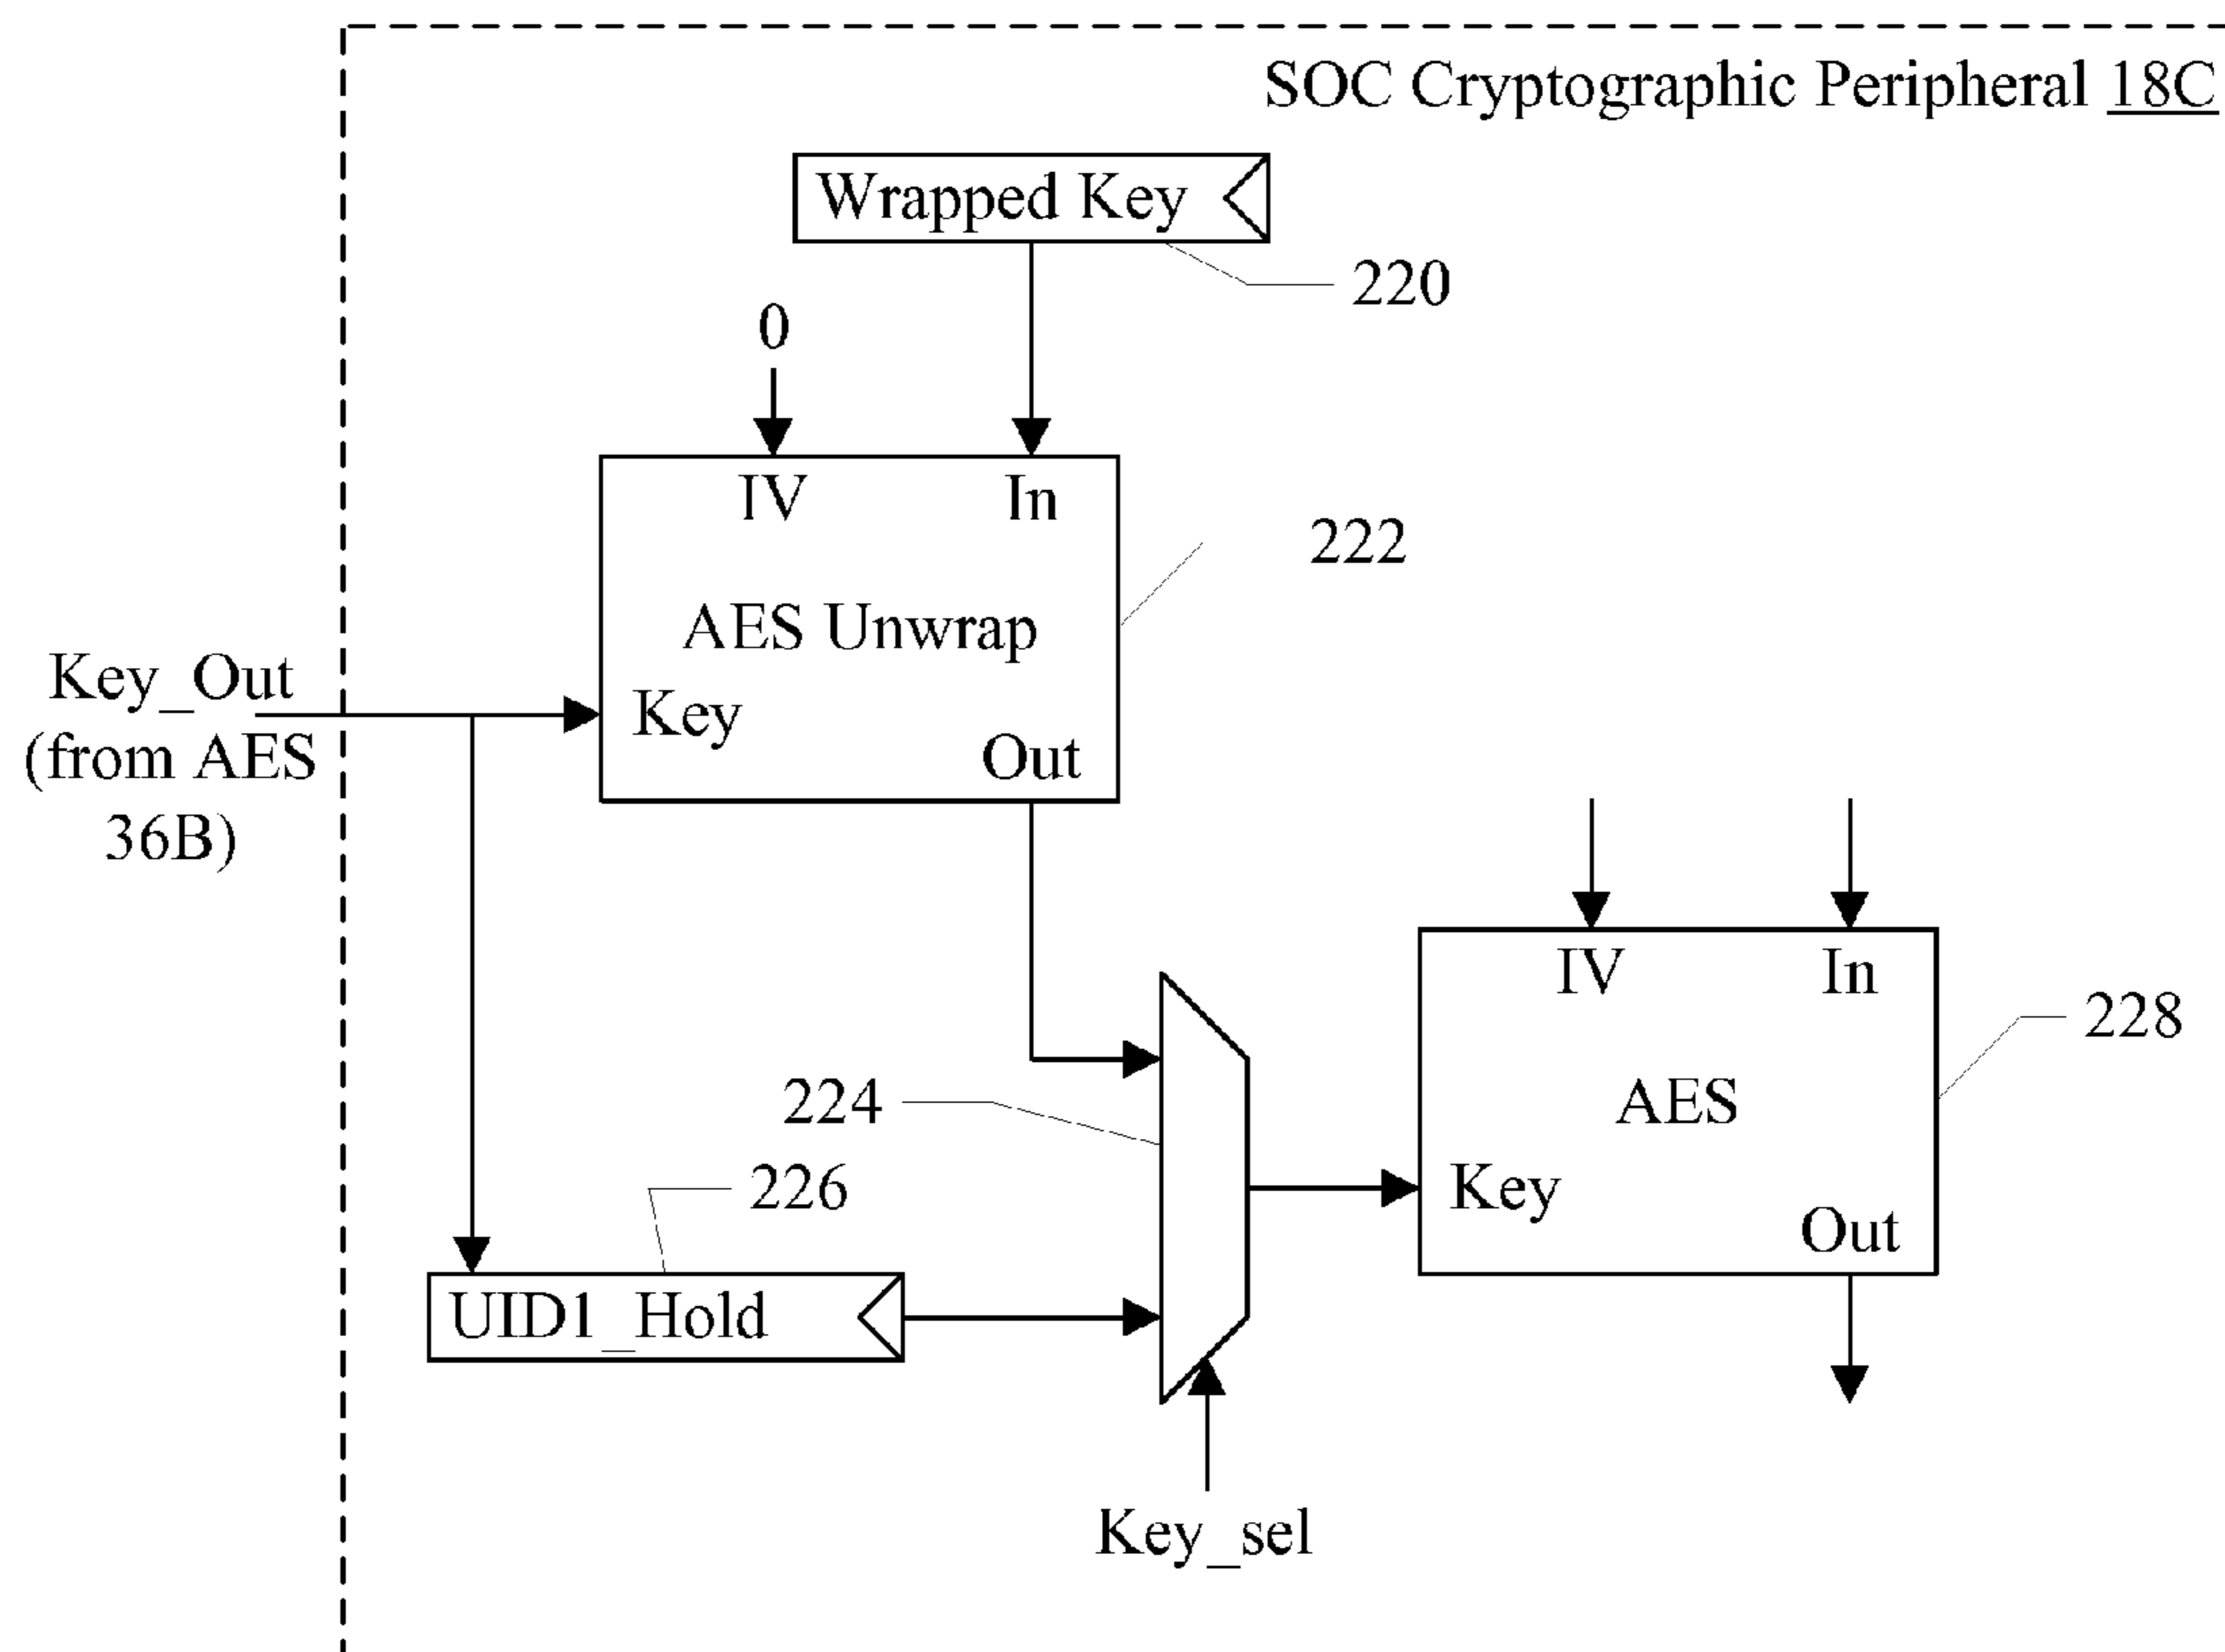 SOC Cryptographic Peripheral 18C
Wrapped Key
220
0
IV In
222
AES Unwrap
Key_Out
(from AES
36B)
Key
Out
IV In
228
224
AES
226
Key
Out
UID1_Hold
Key_sel